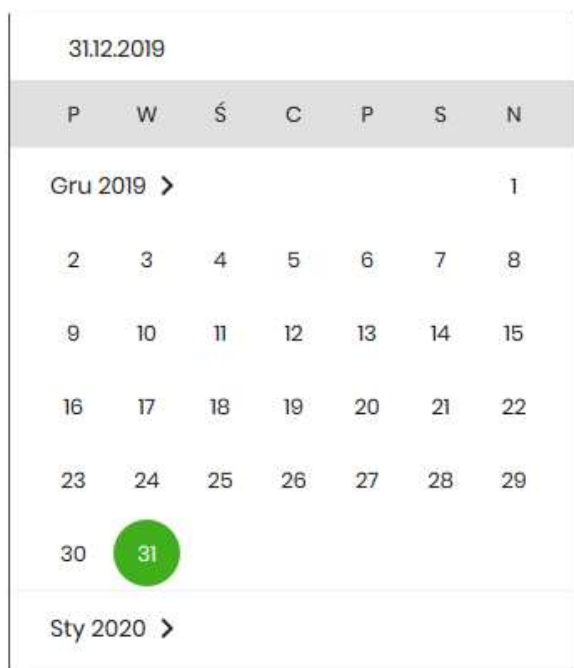 31.12.2019
P W Ś C P S N
Gru 2019 1
2 3 4 5 6 7 8
9 10 11 12 13 14 15
16 17 18 19 20 21 22
23 24 25 26 27 28 29
30 31
Sty 2020